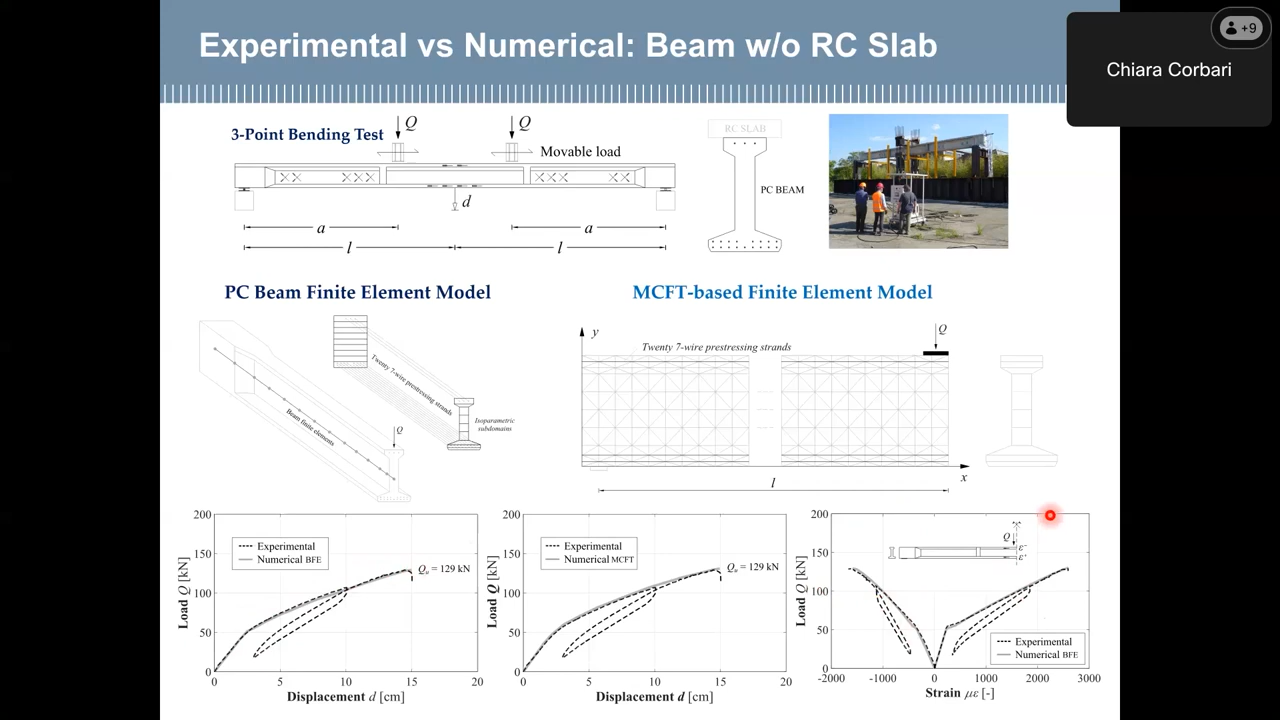 Experimental vs Numerical: Beam w/o RC Slab
+9
Chiara Corbari
3-Point Bending Test
Q
Q
Movable load
d
a
a
l
l
RC SLAB
PC BEAM
PC Beam Finite Element Model
MCFT-based Finite Element Model
Twenty 7-wire prestressing strands
Beam finite elements
Q
Isoparametric
subdomains
y
Twenty 7-wire prestressing strands
Q
x
l
200
150
100
50
0
Load Q [kN]
Experimental
Numerical BFE
Qu = 129 kN
0
5
10
15
20
Displacement d [cm]
200
150
100
50
0
Load Q [kN]
Experimental
Numerical MCFT
Qu = 129 kN
0
5
10
15
20
Displacement d [cm]
200
150
100
50
0
Load Q [kN]
Q
ε-
ε+
Experimental
Numerical BFE
-2000
-1000
0
1000
2000
3000
Strain με [-]